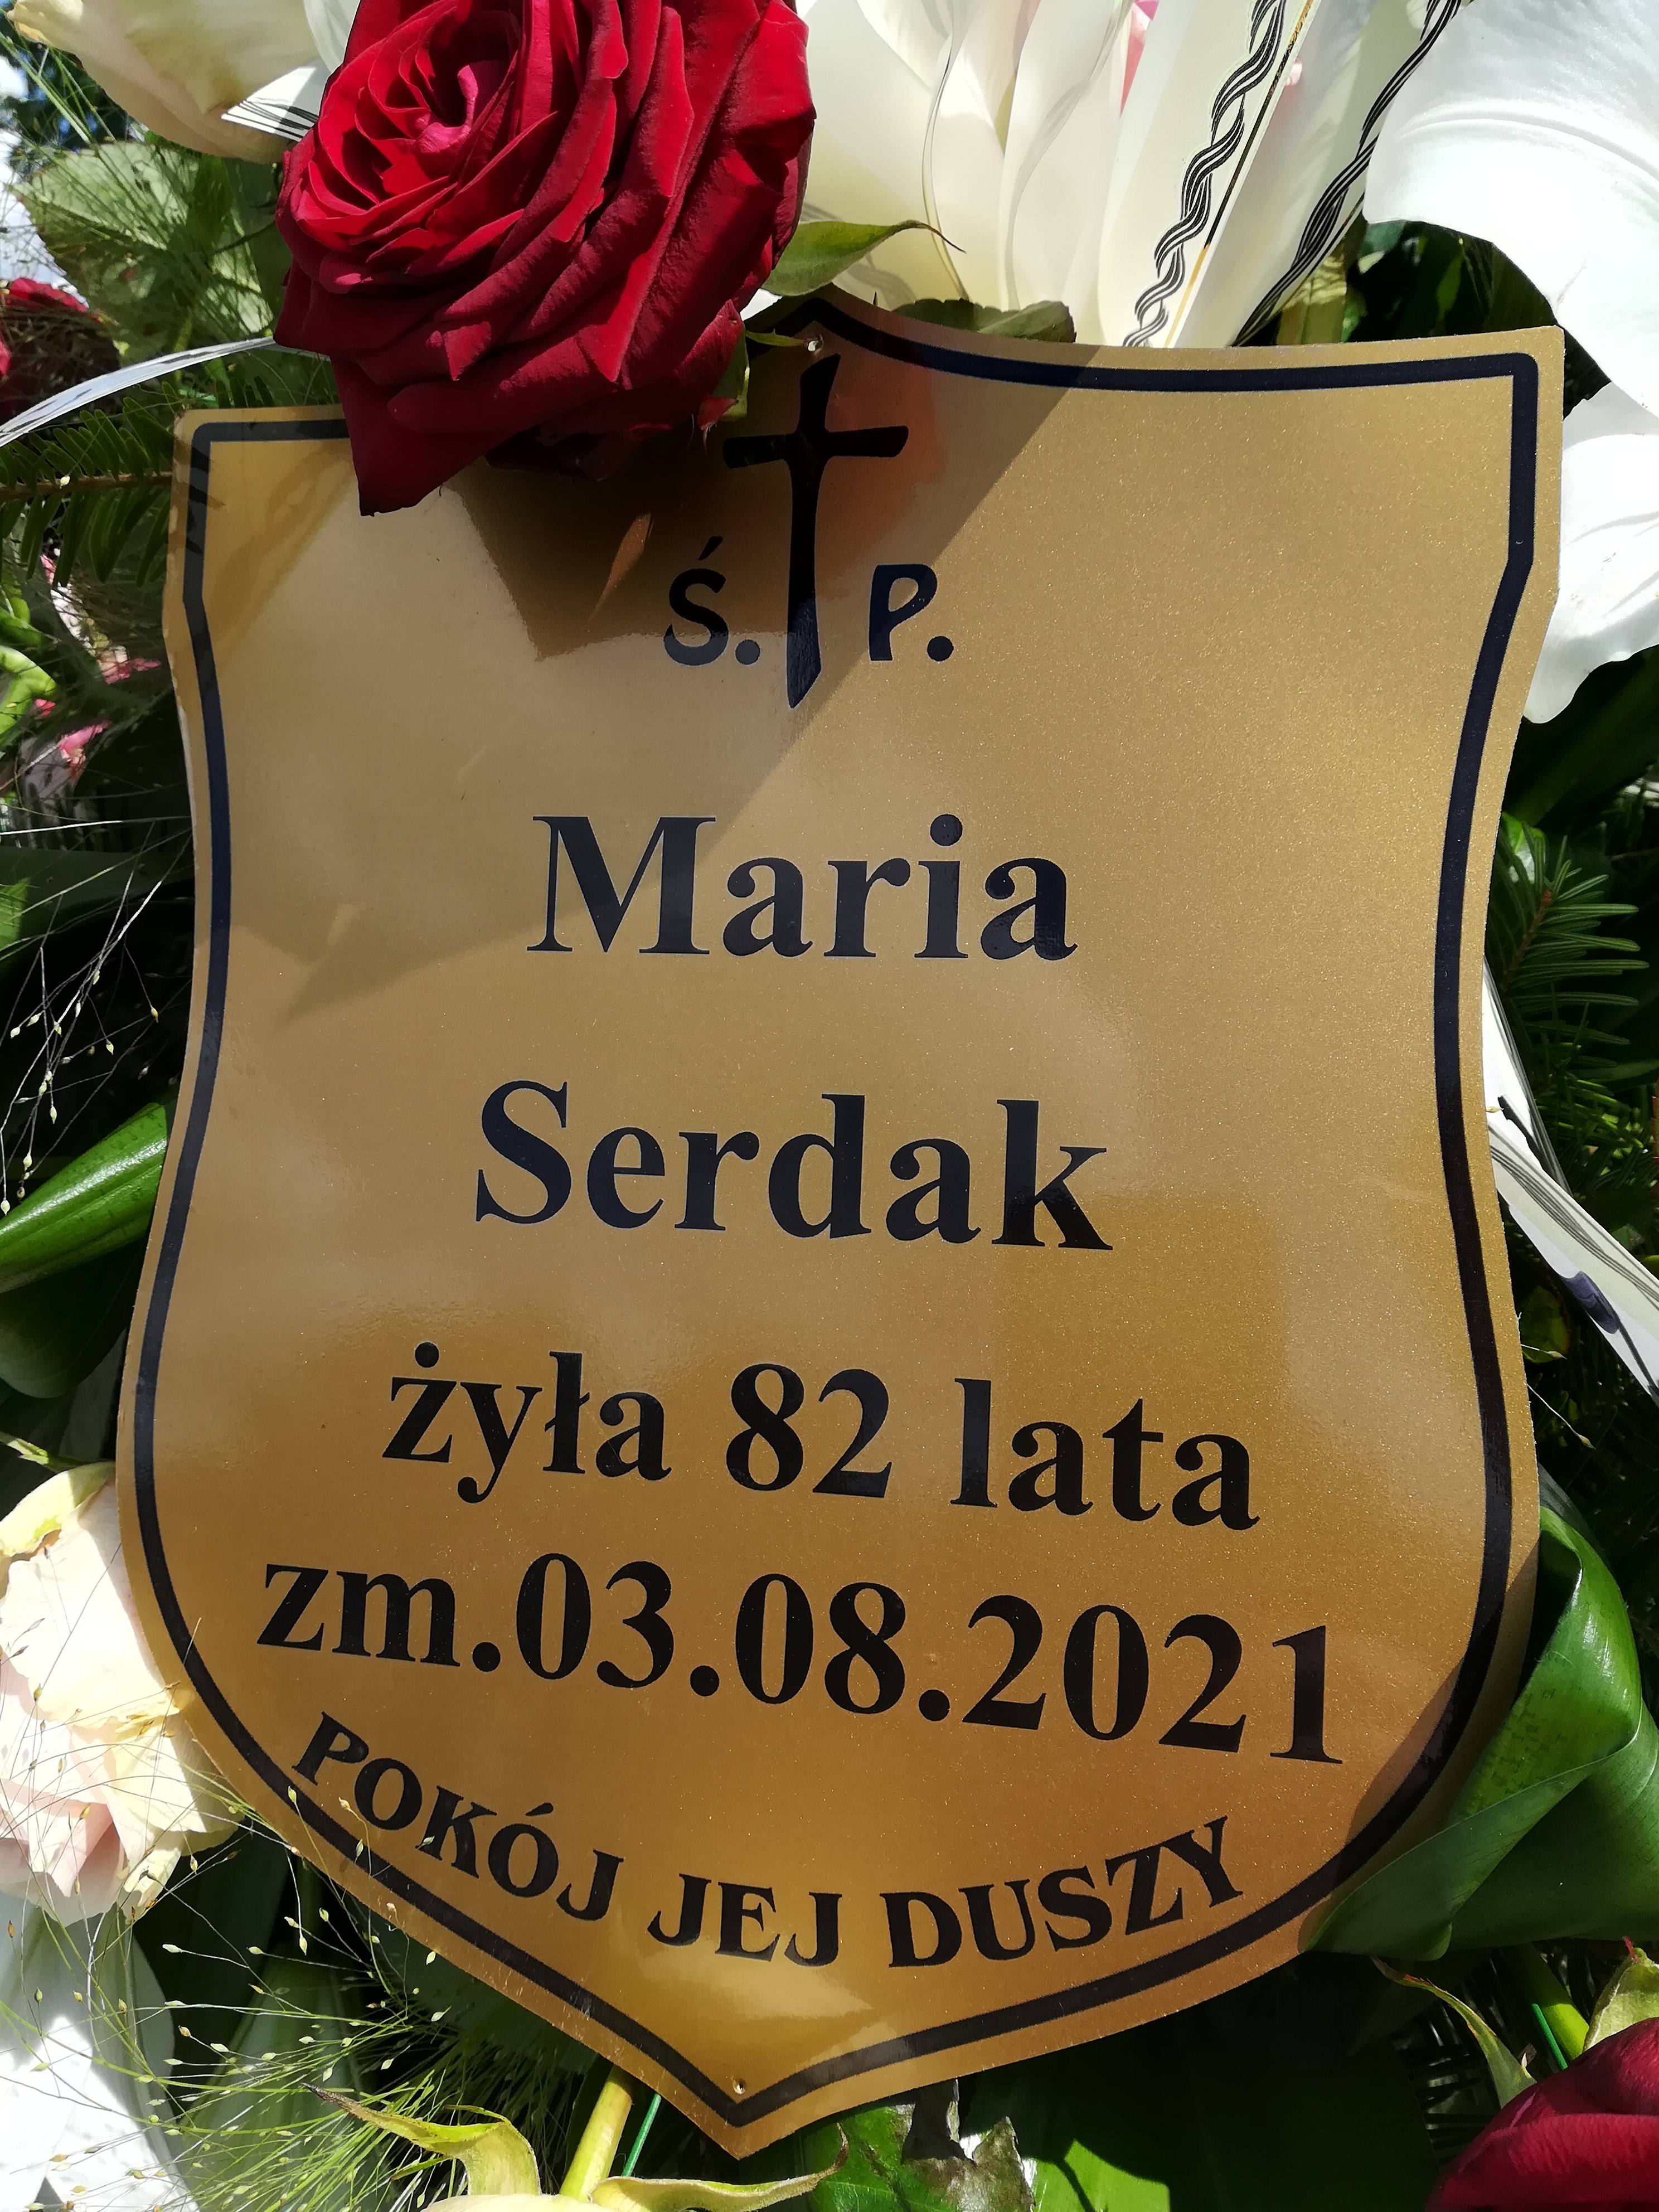 Ś. P.
Maria
Serdak
żyła 82 lata
zm.03.08.2021
POKÓJ JEJ DUSZY